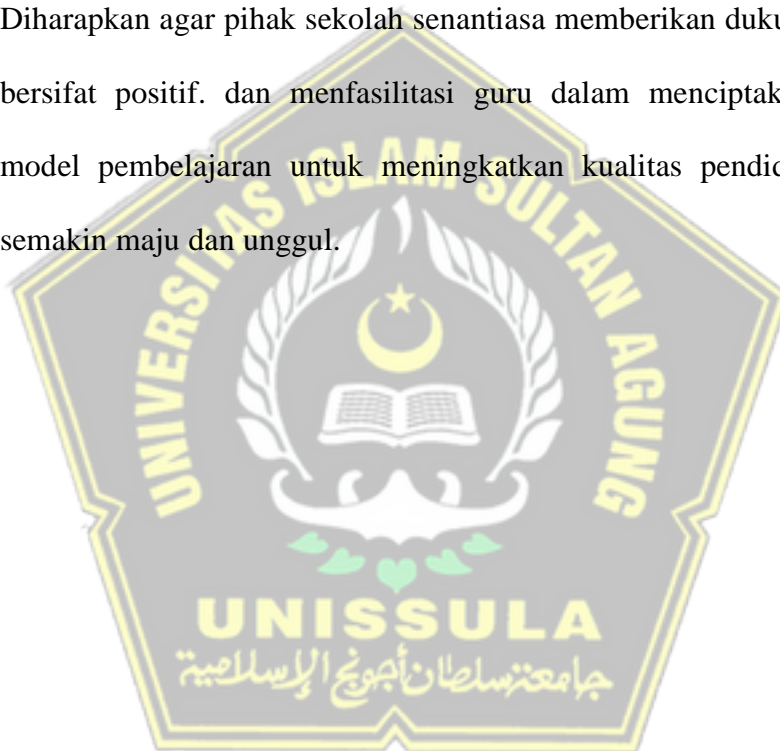 Diharapkan agar pihak sekolah senantiasa memberikan duku
bersifat positif. dan menfasilitasi guru dalam menciptak
model pembelajaran untuk meningkatkan kualitas pendid
semakin maju dan unggul.
UNIVERSITAS ISLAM SULTAN AGUNG
UNISSULA
جامعة سلطان أجونج الإسلامية